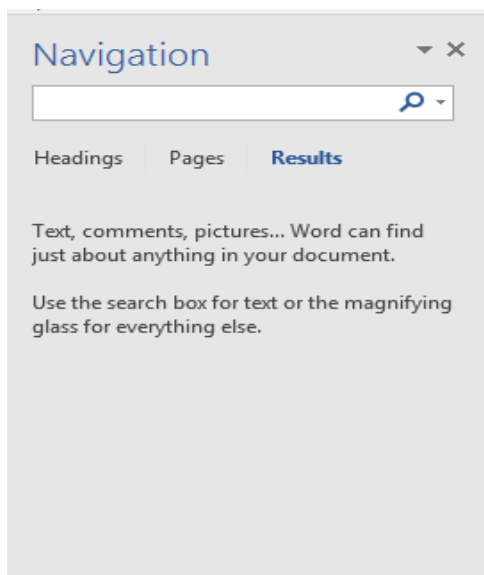 Navigation
Headings Pages Results
Text, comments, pictures... Word can find
just about anything in your document.
Use the search box for text or the magnifying
glass for everything else.